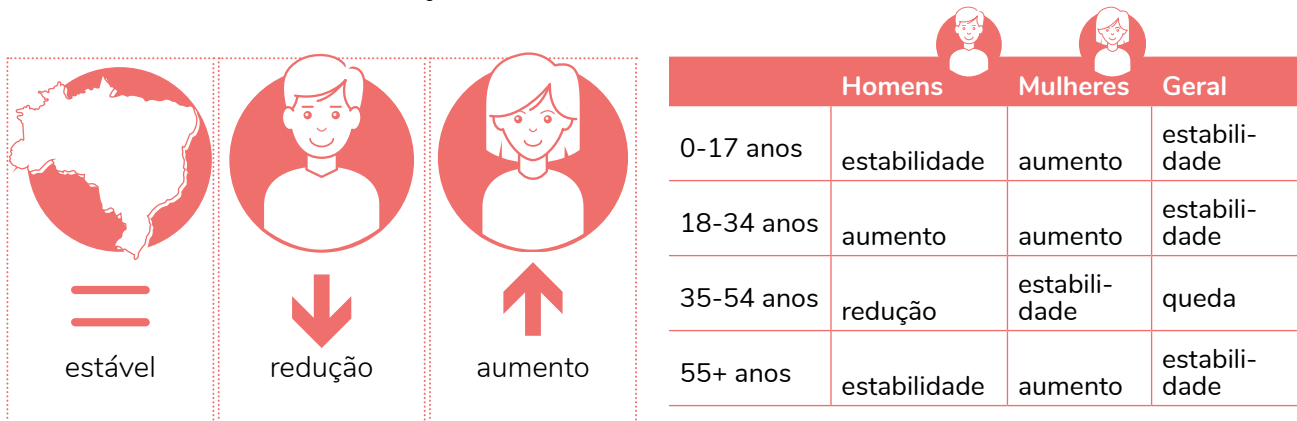 estável
redução
aumento
Homens Mulheres Geral
0-17 anos estabilidade aumento estabili-
dade
18-34 anos aumento aumento estabili-
dade
35-54 anos redução estabili-
dade queda
55+ anos estabilidade aumento estabili-
dade